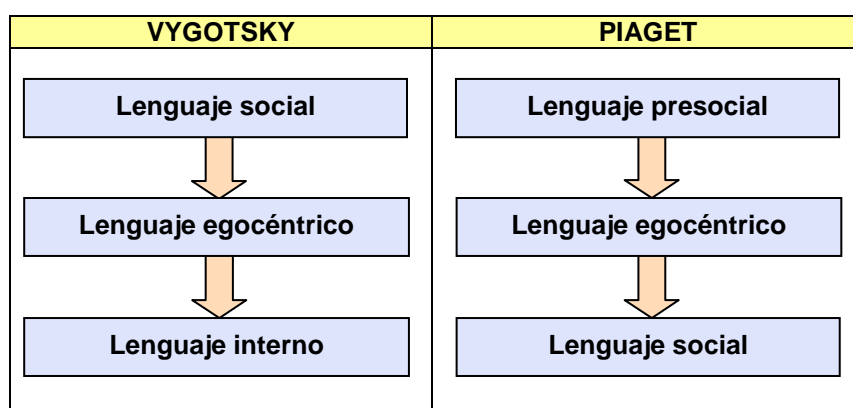 VYGOTSKY
PIAGET
Lenguaje social
Lenguaje presocial
Lenguaje egocéntrico
Lenguaje egocéntrico
Lenguaje interno
Lenguaje social